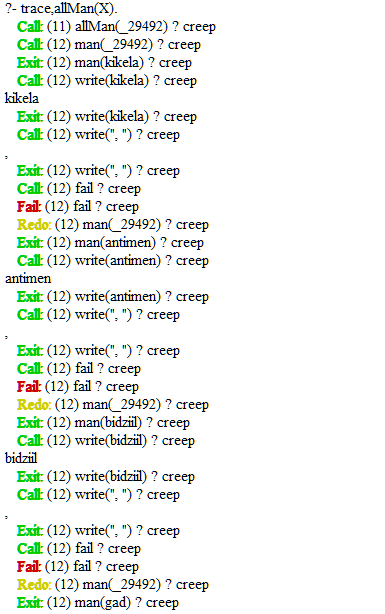 ?- trace,allMan(X).
Call: (11) allMan(_29492) ? creep
Call: (12) man(_29492) ? creep
Exit: (12) man(kikela) ? creep
Call: (12) write(kikela) ? creep
kikela
Exit: (12) write(kikela) ? creep
Call: (12) write(", ") ? creep
,
Exit: (12) write(", ") ? creep
Call: (12) fail ? creep
Fail: (12) fail ? creep
Redo: (12) man(_29492) ? creep
Exit: (12) man(antimen) ? creep
Call: (12) write(antimen) ? creep
antimen
Exit: (12) write(antimen) ? creep
Call: (12) write(", ") ? creep
,
Exit: (12) write(", ") ? creep
Call: (12) fail ? creep
Fail: (12) fail ? creep
Redo: (12) man(_29492) ? creep
Exit: (12) man(bidziil) ? creep
Call: (12) write(bidziil) ? creep
bidziil
Exit: (12) write(bidziil) ? creep
Call: (12) write(", ") ? creep
,
Exit: (12) write(", ") ? creep
Call: (12) fail ? creep
Fail: (12) fail ? creep
Redo: (12) man(_29492) ? creep
Exit: (12) man(gad) ? creep